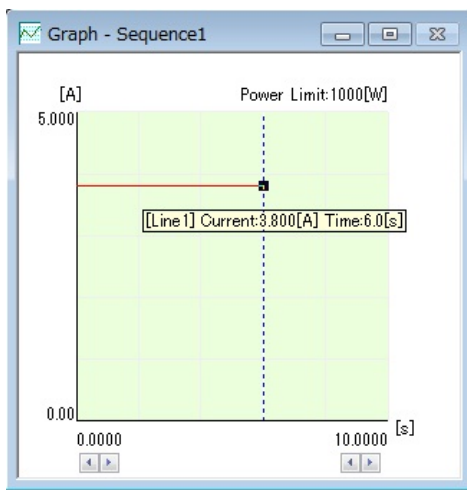 Graph - Sequence1
[A] Power Limit:1000[W]
5.000
[Line1] Current:3.800[A] Time:6.0[s]
0.00
0.0000 10.0000 [s]